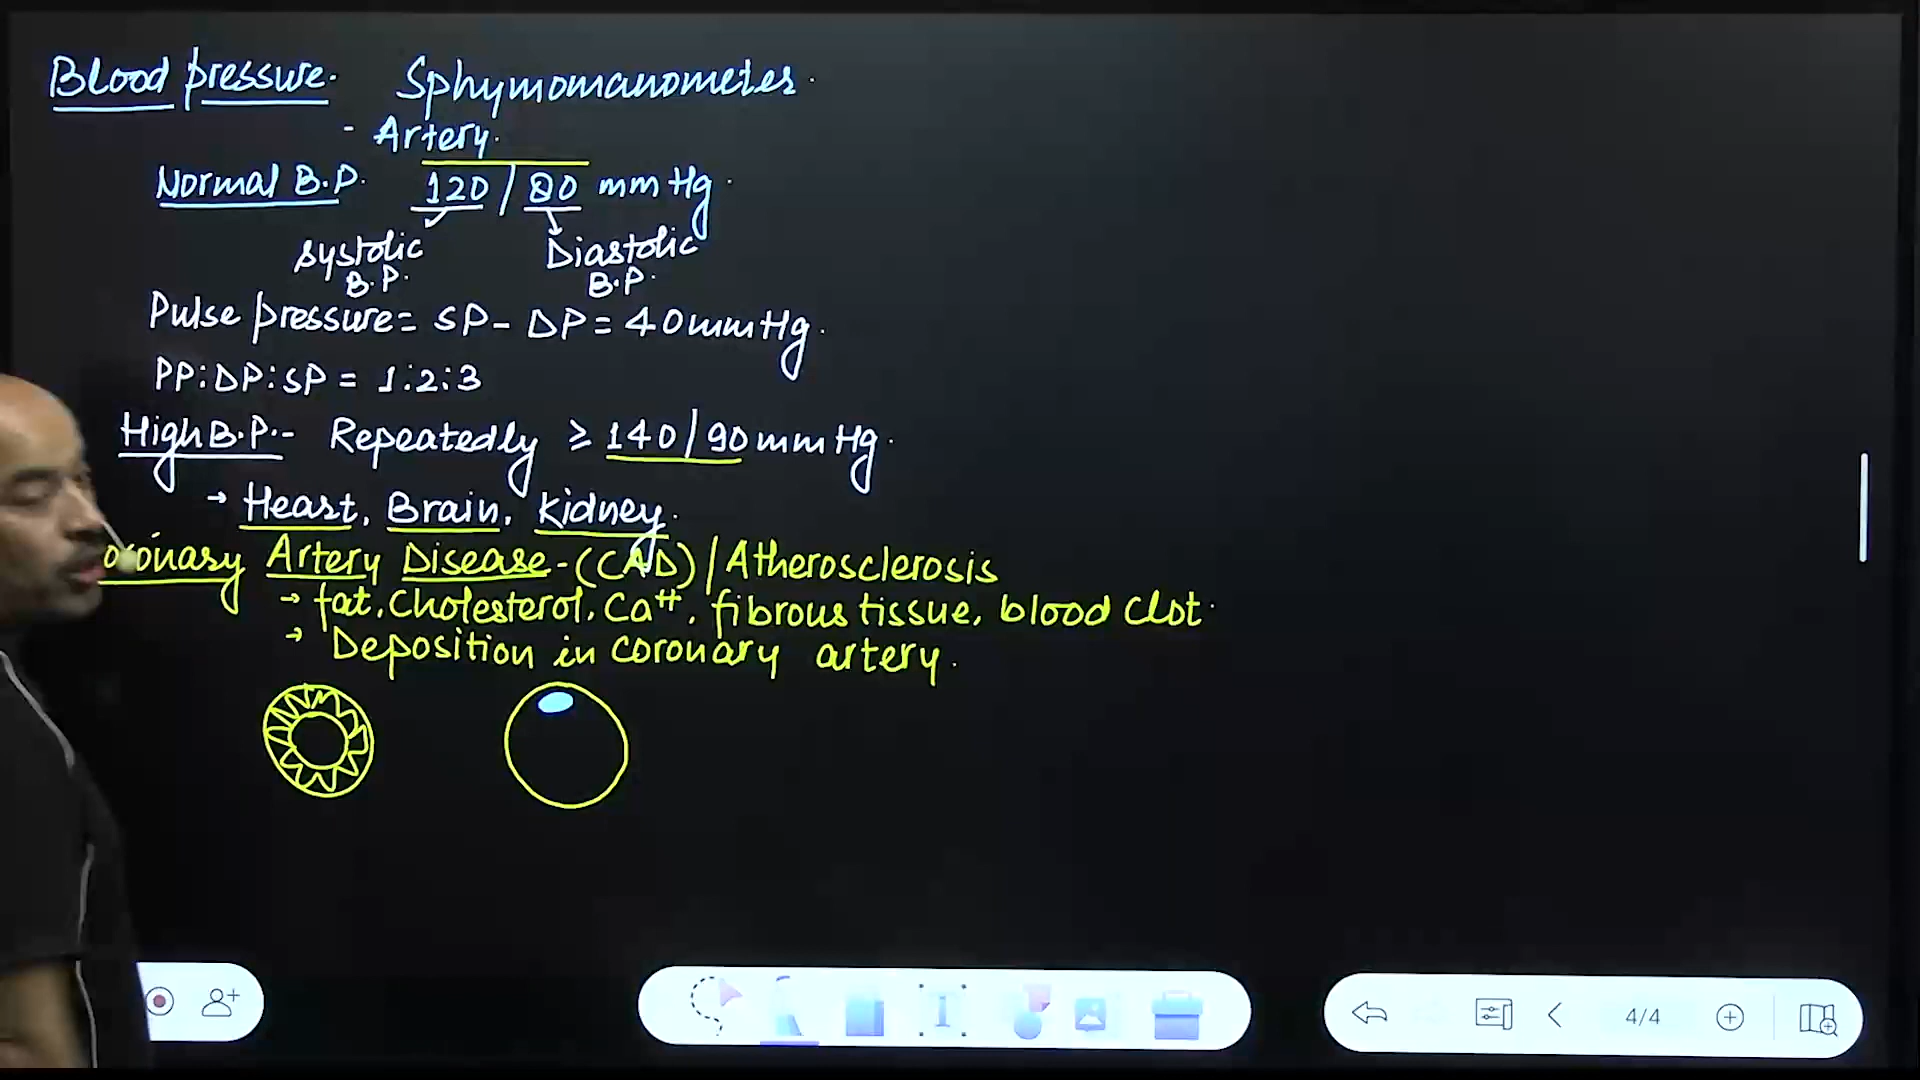 Blood pressure. Sphymomanometer.
- Artery.
Normal B.P. 120/80 mm Hg.
Systolic B.P. Diastolic B.P.
Pulse pressure = SP - DP = 40 mm Hg.
PP:DP:SP = 1:2:3
High B.P. - Repeatedly ≥ 140/90 mm Hg.
→ Heart, Brain, Kidney.
oronary Artery Disease - (CAD) / Atherosclerosis
→ fat, Cholesterol, Ca++, fibrous tissue, blood Clot.
→ Deposition in coronary artery.
4/4